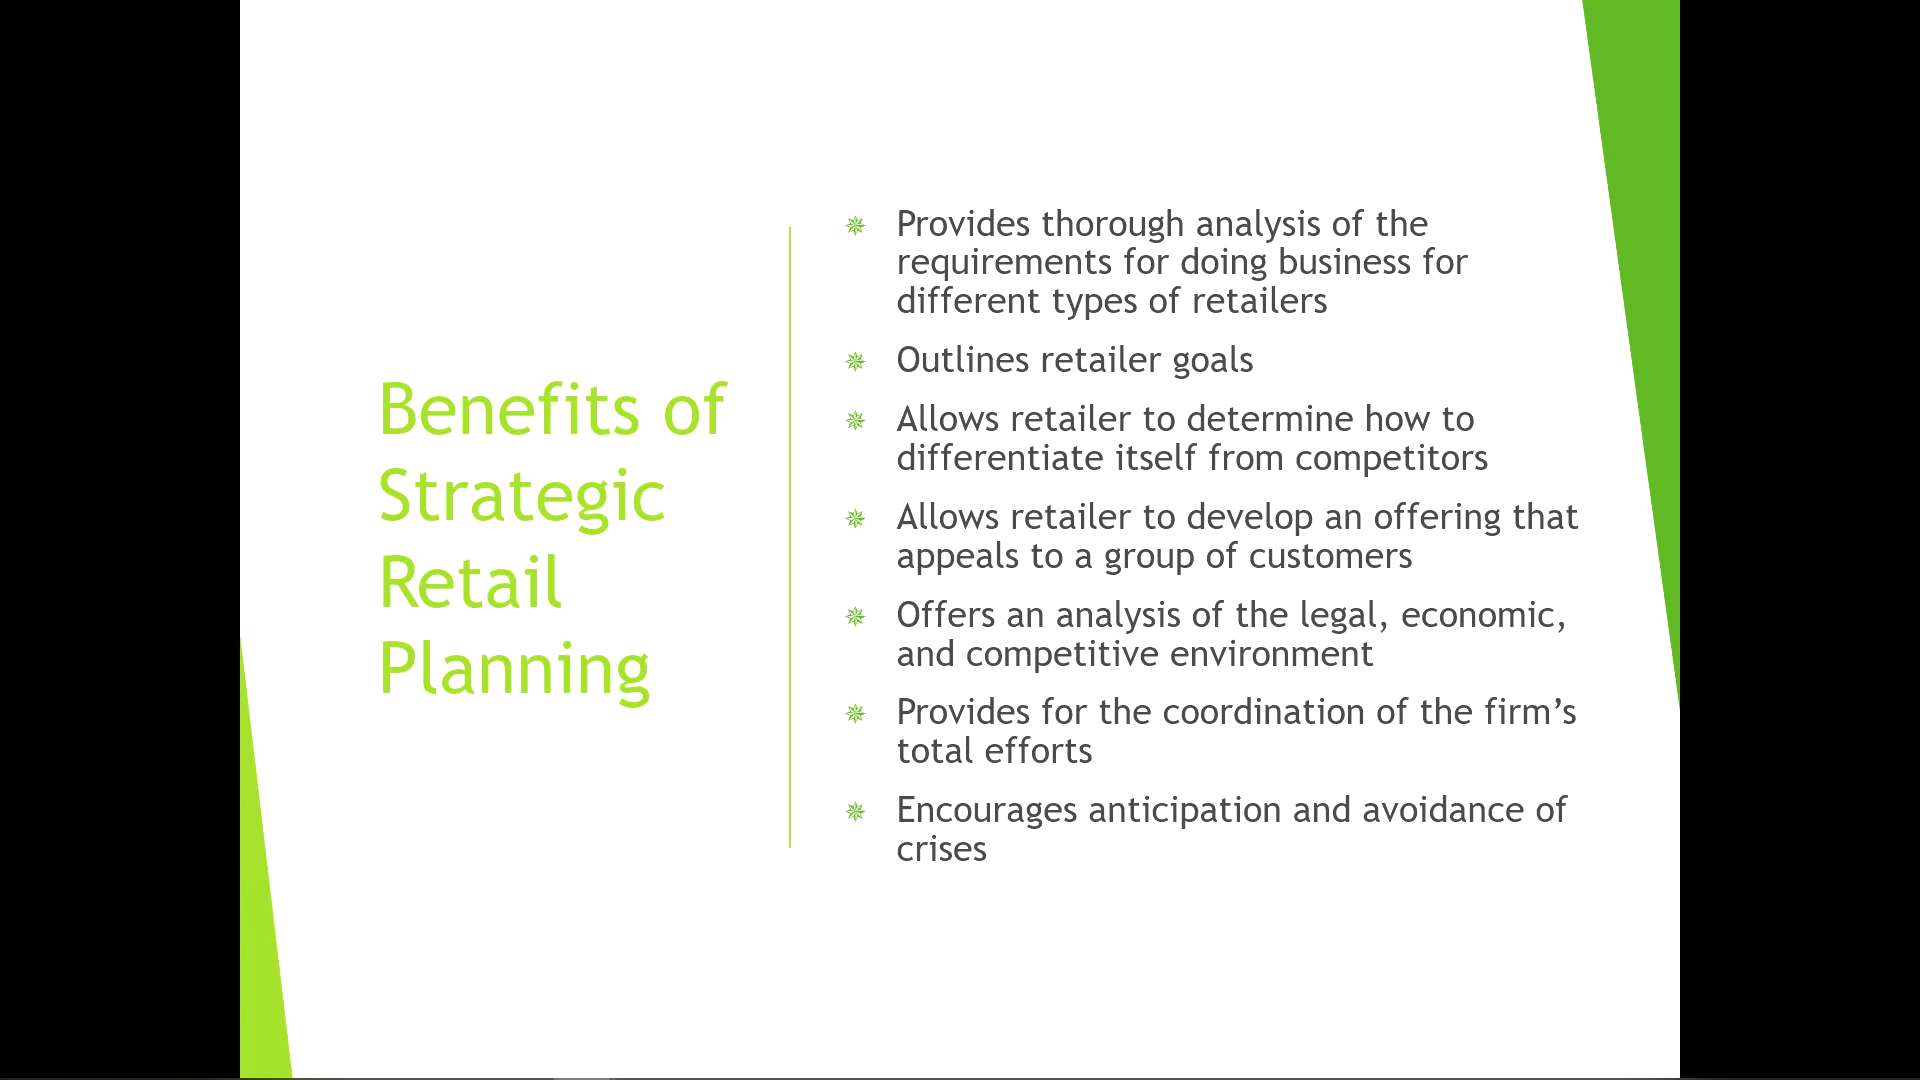 Benefits of
Strategic
Retail
Planning
Provides thorough analysis of the
requirements for doing business for
different types of retailers
Outlines retailer goals
Allows retailer to determine how to
differentiate itself from competitors
Allows retailer to develop an offering that
appeals to a group of customers
Offers an analysis of the legal, economic,
and competitive environment
Provides for the coordination of the firm’s
total efforts
Encourages anticipation and avoidance of
crises